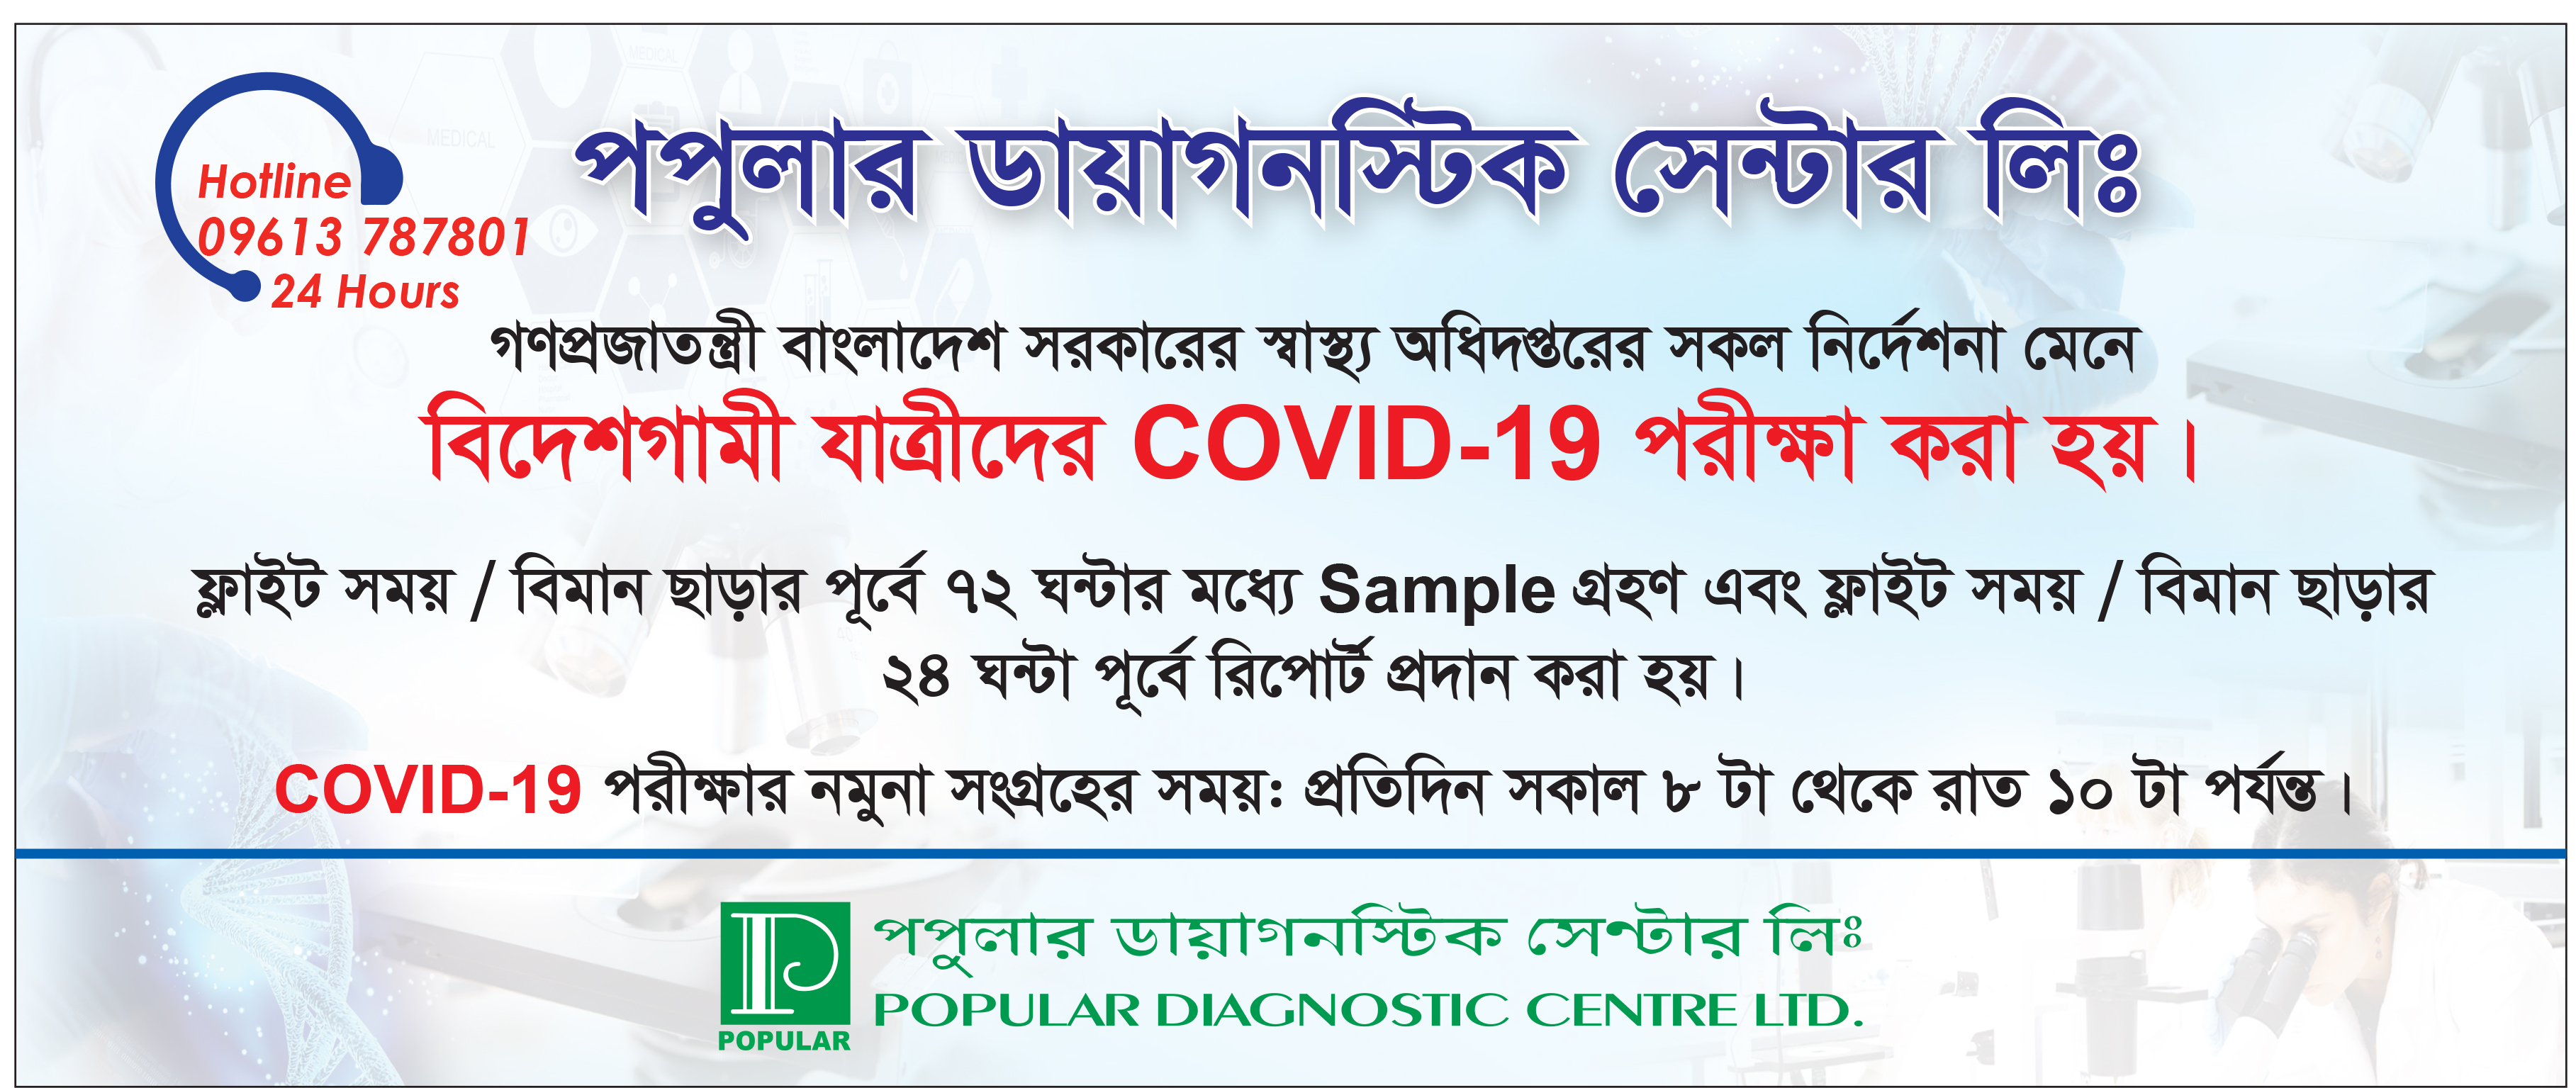 Hotline
09613 787801
24 Hours
পপুলার ডায়াগনস্টিক সেন্টার লিঃ
গণপ্রজাতন্ত্রী বাংলাদেশ সরকারের স্বাস্থ্য অধিদপ্তরের সকল নির্দেশনা মেনে
বিদেশগামী যাত্রীদের COVID-19 পরীক্ষা করা হয়।
ফ্লাইট সময় / বিমান ছাড়ার পূর্বে ৭২ ঘন্টার মধ্যে Sample গ্রহণ এবং ফ্লাইট সময় / বিমান ছাড়ার
২৪ ঘন্টা পূর্বে রিপোর্ট প্রদান করা হয়।
COVID-19 পরীক্ষার নমুনা সংগ্রহের সময়ঃ প্রতিদিন সকাল ৮ টা থেকে রাত ১০ টা পর্যন্ত।
পপুলার ডায়াগনস্টিক সেন্টার লিঃ
POPULAR DIAGNOSTIC CENTRE LTD.
POPULAR
MEDICAL
MEDICAL